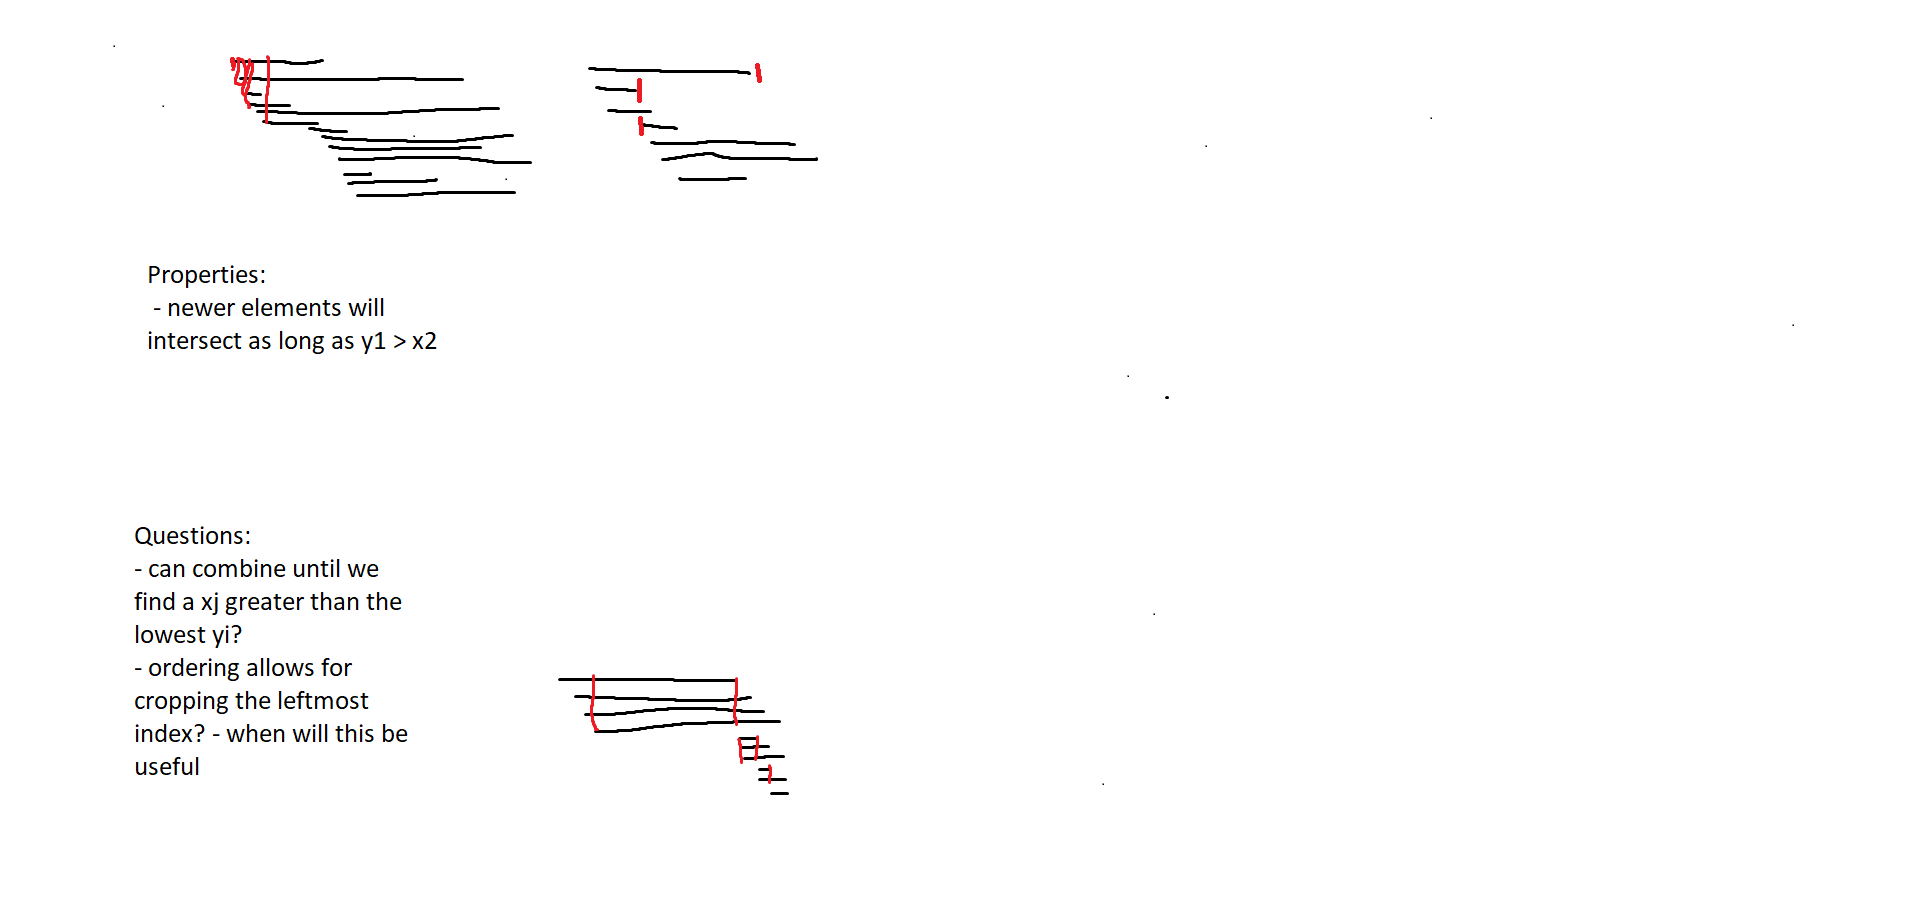 Properties:
- newer elements will
intersect as long as y1 > x2
Questions:
- can combine until we
find a xj greater than the
lowest yi?
- ordering allows for
cropping the leftmost
index? - when will this be
useful